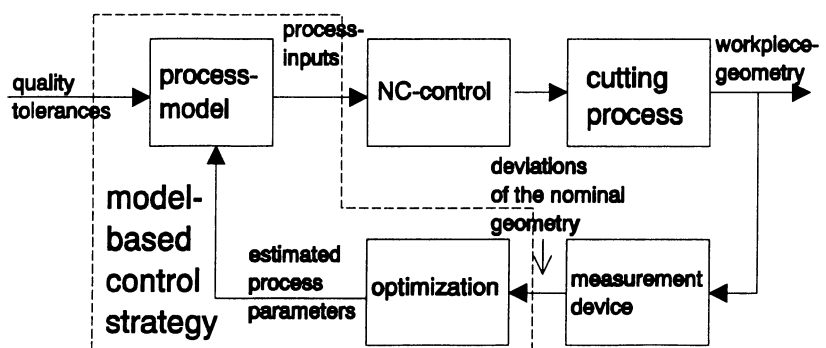 quality
tolerances
process-
model
process-
inputs
NC-control
cutting
process
workpiece-
geometry
deviations
of the nominal
geometry
model-
based
control
strategy
estimated
process
parameters
optimization
measurement
device